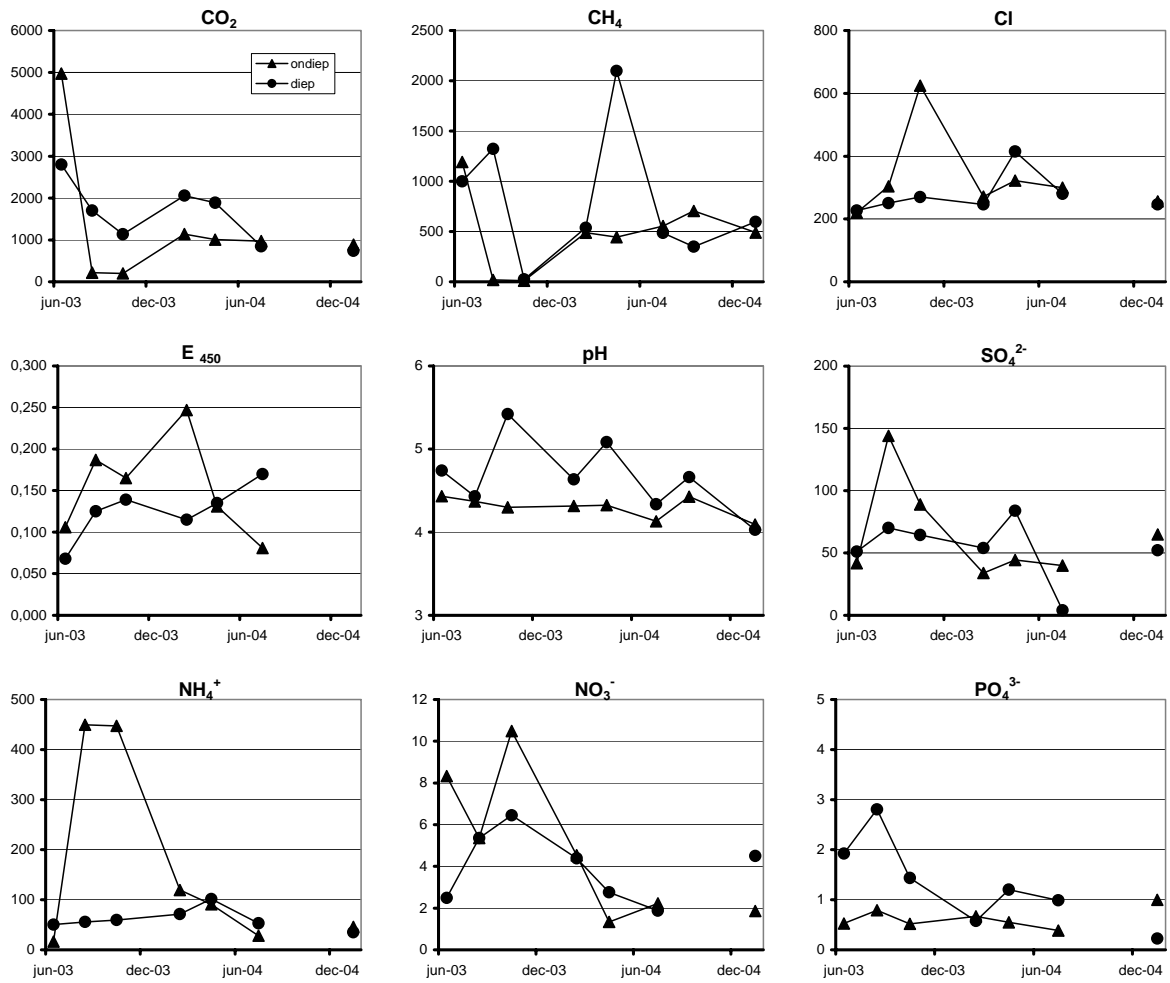 CO₂ CH₄ Cl
6000 2500 800
5000 ondiep diep 2000 600
4000 1500
3000 1000 400
2000 500 200
1000
0 0 0
jun-03 dec-03 jun-04 dec-04 jun-03 dec-03 jun-04 dec-04 jun-03 dec-03 jun-04 dec-04
E ₄₅₀ pH SO₄²⁻
0,300 6 200
0,250 150
0,200 5
0,150 100
0,100 4 50
0,050
0,000 3 0
jun-03 dec-03 jun-04 dec-04 jun-03 dec-03 jun-04 dec-04 jun-03 dec-03 jun-04 dec-04
NH₄⁺ NO₃⁻ PO₄³⁻
500 12 5
400 10 4
300 8 3
200 6 2
100 4 1
2
0 0 0
jun-03 dec-03 jun-04 dec-04 jun-03 dec-03 jun-04 dec-04 jun-03 dec-03 jun-04 dec-04